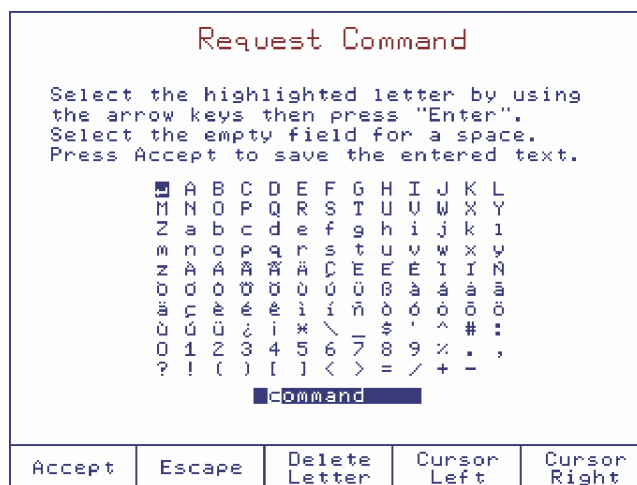 Request Command
Select the highlighted letter by using
the arrow keys then press "Enter".
Select the empty field for a space.
Press Accept to save the entered text.
↵ A B C D E F G H I J K L
M N O P Q R S T U V W X Y
Z a b c d e f g h i j k l
m n o p q r s t u v w x y
0 1 2 3 4 5 6 7 8 9 % . ,
? ! ( ) [ ] < > = / + -
command
Accept
Escape
Delete
Letter
Cursor
Left
Cursor
Right